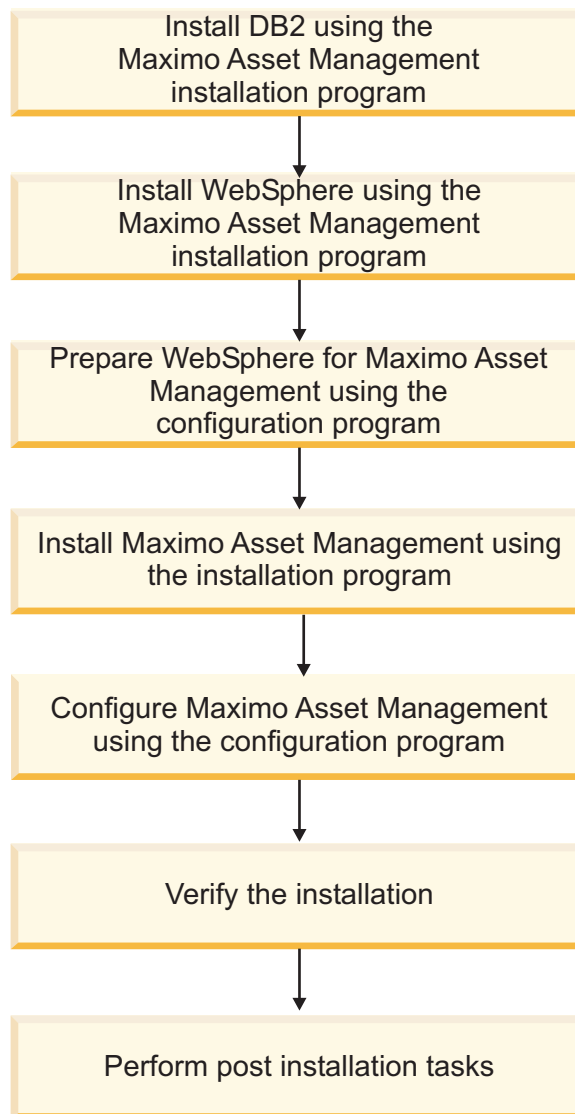 Install DB2 using the
Maximo Asset Management
installation program
Install WebSphere using the
Maximo Asset Management
installation program
Prepare WebSphere for Maximo Asset
Management using the
configuration program
Install Maximo Asset Management using
the installation program
Configure Maximo Asset Management
using the configuration program
Verify the installation
Perform post installation tasks